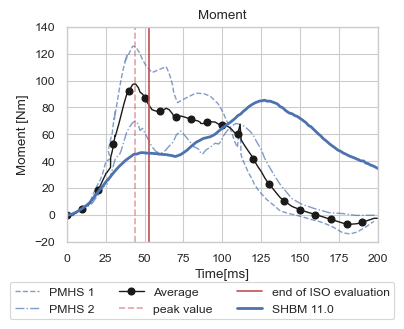 Moment
140
120
100
80
60
40
20
0
−20
Moment [Nm]
0 25 50 75 100 125 150 175 200
Time[ms]
PMHS 1 Average end of ISO evaluation
PMHS 2 peak value SHBM 11.0